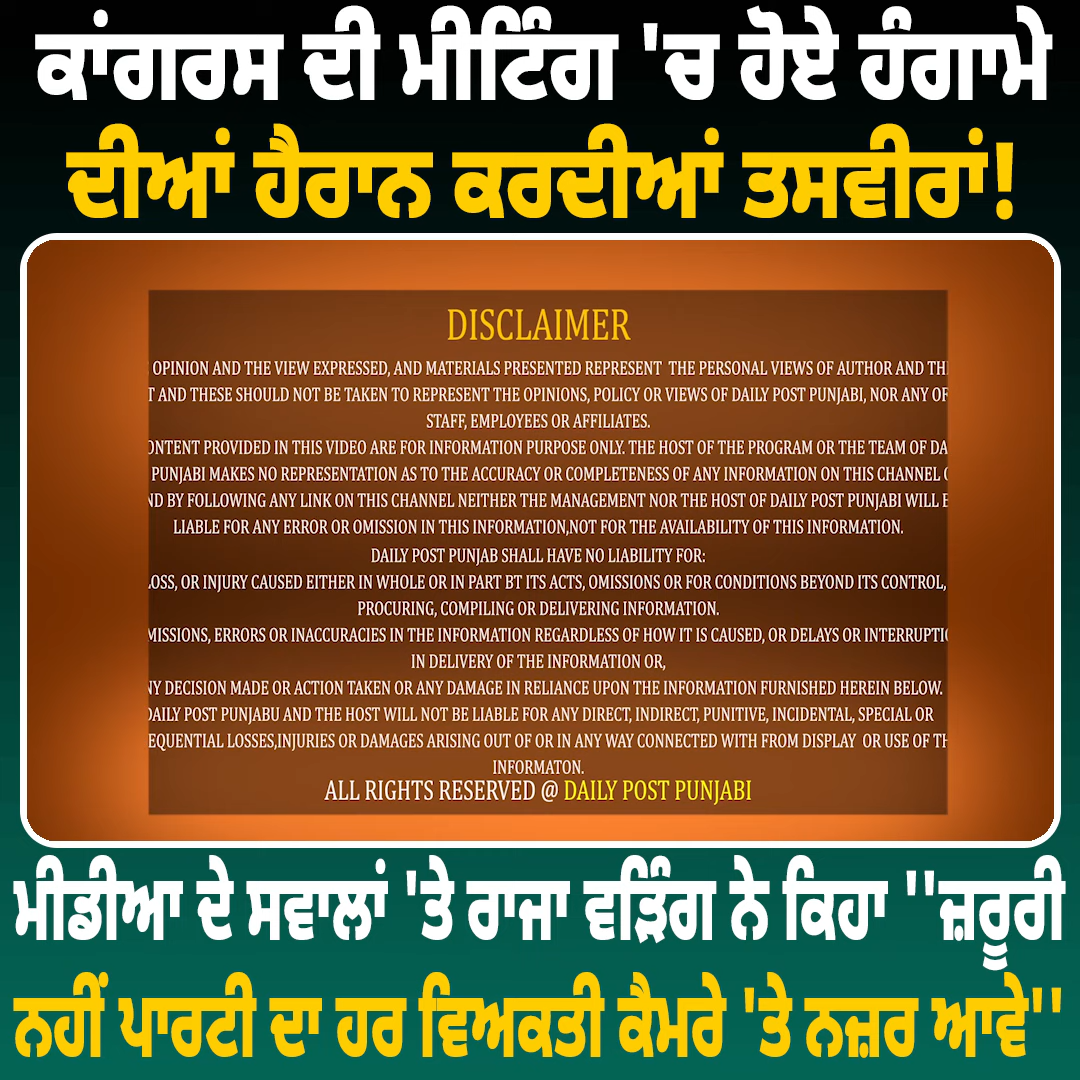 ਕਾਂਗਰਸ ਦੀ ਮੀਟਿੰਗ 'ਚ ਹੋਏ ਹੰਗਾਮੇ
ਦੀਆਂ ਹੈਰਾਨ ਕਰਦੀਆਂ ਤਸਵੀਰਾਂ!
DISCLAIMER
OPINION AND THE VIEW EXPRESSED, AND MATERIALS PRESENTED REPRESENT THE PERSONAL VIEWS OF AUTHOR AND
AND THESE SHOULD NOT BE TAKEN TO REPRESENT THE OPINIONS, POLICY OR VIEWS OF DAILY POST PUNJABI, NOR ANY OF
STAFF, EMPLOYEES OR AFFILIATES.
PROVIDED IN THIS VIDEO ARE FOR INFORMATION PURPOSE ONLY. THE HOST OF THE PROGRAM OR THE TEAM OF
PUNJABI MAKES NO REPRESENTATION AS TO THE ACCURACY OR COMPLETENESS OF ANY INFORMATION ON THIS CHANNEL
BY FOLLOWING ANY LINK ON THIS CHANNEL NEITHER THE MANAGEMENT NOR THE HOST OF DAILY POST PUNJABI WILL
LIABLE FOR ANY ERROR OR OMISSION IN THIS INFORMATION,NOT FOR THE AVAILABILITY OF THIS INFORMATION.
DAILY POST PUNJAB SHALL HAVE NO LIABILITY FOR:
OR INJURY CAUSED EITHER IN WHOLE OR IN PART BT ITS ACTS, OMISSIONS OR FOR CONDITIONS BEYOND ITS CONTROL,
PROCURING, COMPILING OR DELIVERING INFORMATION.
ERRORS OR INACCURACIES IN THE INFORMATION REGARDLESS OF HOW IT IS CAUSED, OR DELAYS OR
IN DELIVERY OF THE INFORMATION OR,
DECISION MADE OR ACTION TAKEN OR ANY DAMAGE IN RELIANCE UPON THE INFORMATION FURNISHED HEREIN BELOW.
DAILY POST PUNJABU AND THE HOST WILL NOT BE LIABLE FOR ANY DIRECT, INDIRECT, PUNITIVE, INCIDENTAL, SPECIAL OR
LOSSES,INJURIES OR DAMAGES ARISING OUT OF OR IN ANY WAY CONNECTED WITH FROM DISPLAY OR USE OF
INFORMATON.
ALL RIGHTS RESERVED @ DAILY POST PUNJABI
ਮੀਡੀਆ ਦੇ ਸਵਾਲਾਂ 'ਤੇ ਰਾਜਾ ਵੜਿੰਗ ਨੇ ਕਿਹਾ ''ਜ਼ਰੂਰੀ
ਨਹੀਂ ਪਾਰਟੀ ਦਾ ਹਰ ਵਿਅਕਤੀ ਕੈਮਰੇ 'ਤੇ ਨਜ਼ਰ ਆਵੇ''